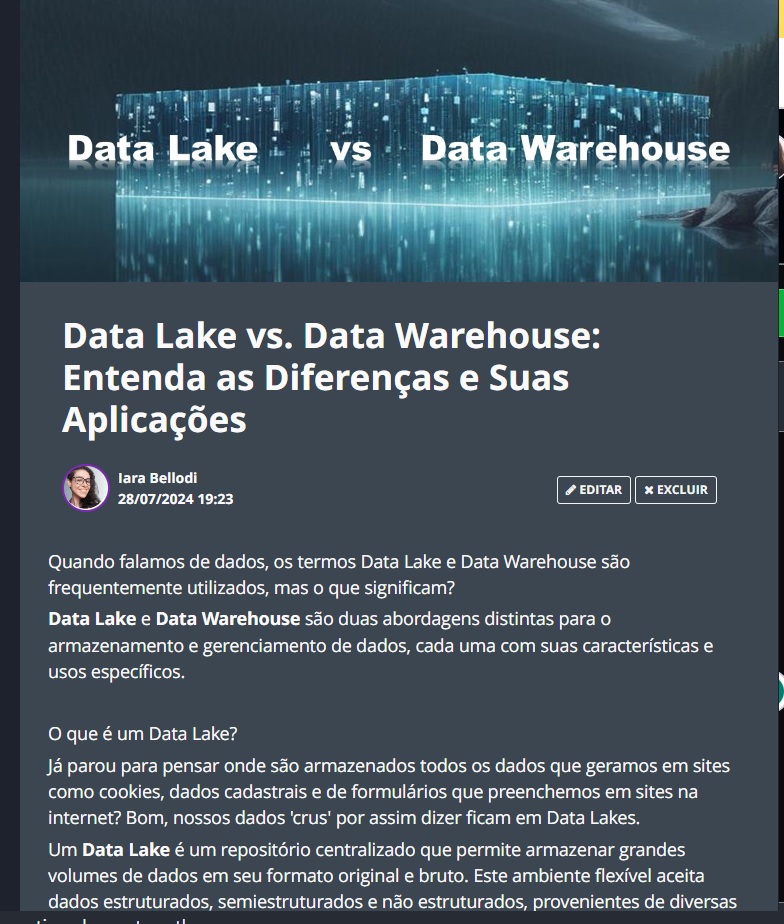 Data Lake vs Data Warehouse
Data Lake vs. Data Warehouse:
Entenda as Diferenças e Suas
Aplicações
Iara Bellodi
28/07/2024 19:23
EDITAR
EXCLUIR
Quando falamos de dados, os termos Data Lake e Data Warehouse são
frequentemente utilizados, mas o que significam?
Data Lake e Data Warehouse são duas abordagens distintas para o
armazenamento e gerenciamento de dados, cada uma com suas características e
usos específicos.
O que é um Data Lake?
Já parou para pensar onde são armazenados todos os dados que geramos em sites
como cookies, dados cadastrais e de formulários que preenchemos em sites na
internet? Bom, nossos dados 'crus' por assim dizer ficam em Data Lakes.
Um Data Lake é um repositório centralizado que permite armazenar grandes
volumes de dados em seu formato original e bruto. Este ambiente flexível aceita
dados estruturados, semiestruturados e não estruturados, provenientes de diversas